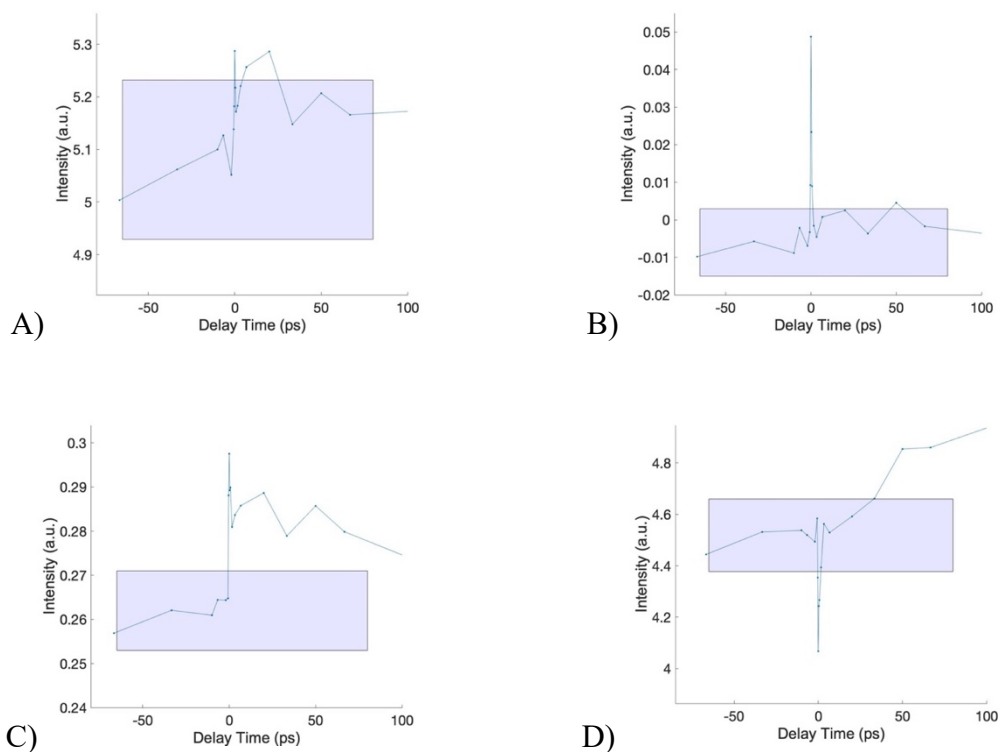 5.3
5.2
5.1
5
4.9
Intensity (a.u.)
-50 0 50 100
Delay Time (ps)
A)
0.05
0.04
0.03
0.02
0.01
0
-0.01
-0.02
Intensity (a.u.)
-50 0 50 100
Delay Time (ps)
B)
0.3
0.29
0.28
0.27
0.26
0.25
0.24
Intensity (a.u.)
-50 0 50 100
Delay Time (ps)
C)
4.8
4.6
4.4
4.2
4
Intensity (a.u.)
-50 0 50 100
Delay Time (ps)
D)